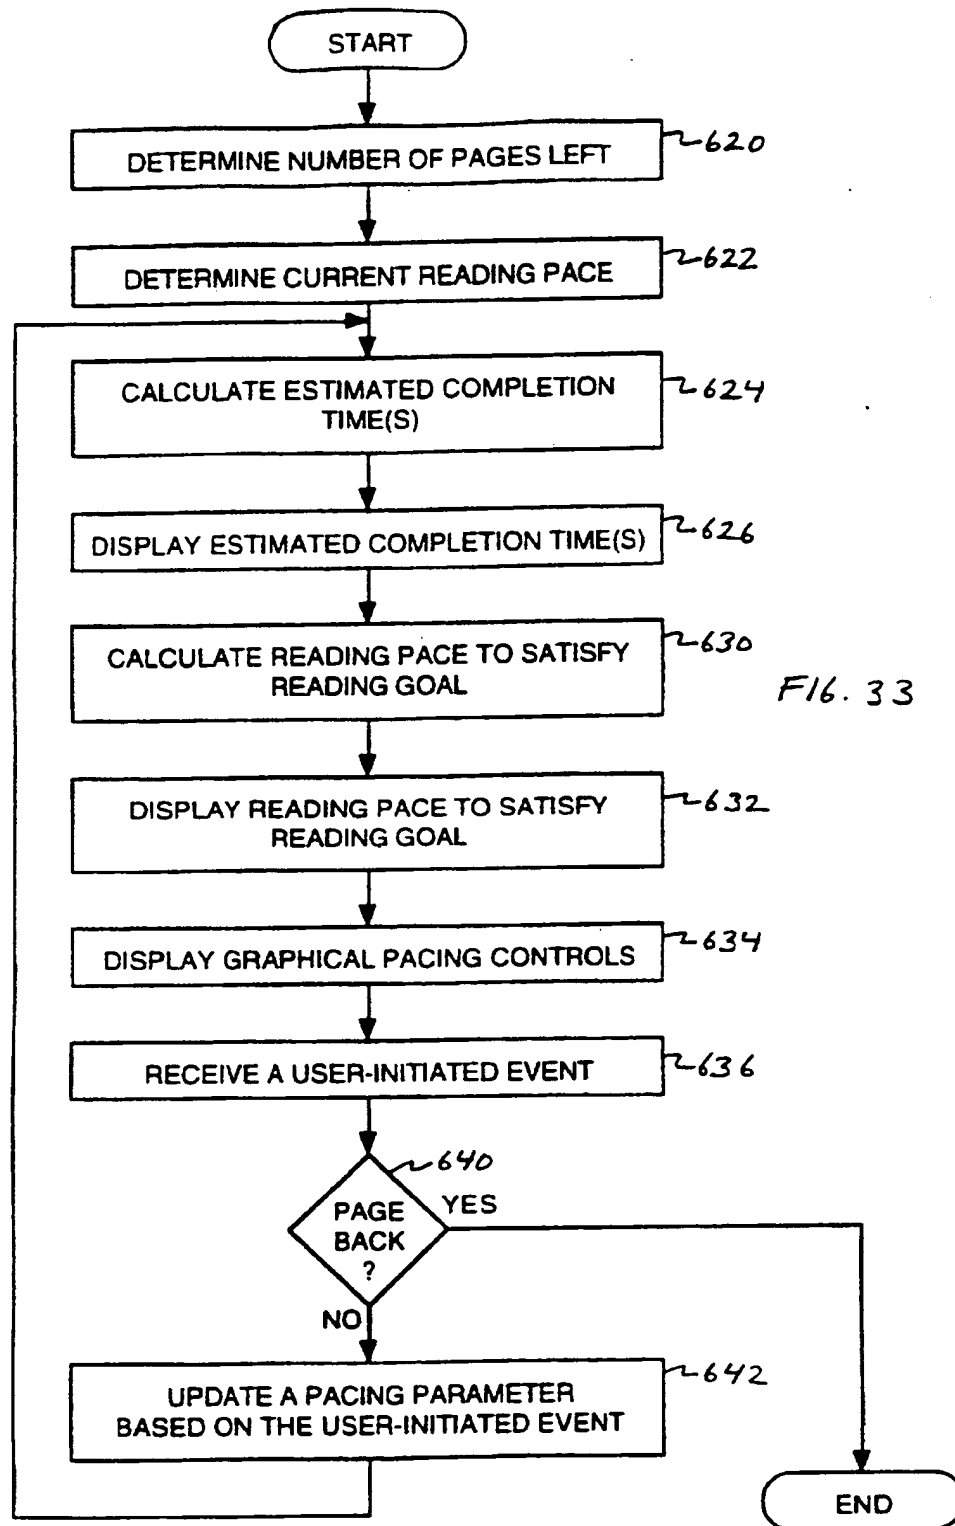 START
DETERMINE NUMBER OF PAGES LEFT
620
DETERMINE CURRENT READING PACE
622
CALCULATE ESTIMATED COMPLETION
TIME(S)
624
DISPLAY ESTIMATED COMPLETION TIME(S)
626
CALCULATE READING PACE TO SATISFY
READING GOAL
630
FIG. 33
DISPLAY READING PACE TO SATISFY
READING GOAL
632
DISPLAY GRAPHICAL PACING CONTROLS
634
RECEIVE A USER-INITIATED EVENT
636
640
PAGE
BACK
?
YES
NO
UPDATE A PACING PARAMETER
BASED ON THE USER-INITIATED EVENT
642
END